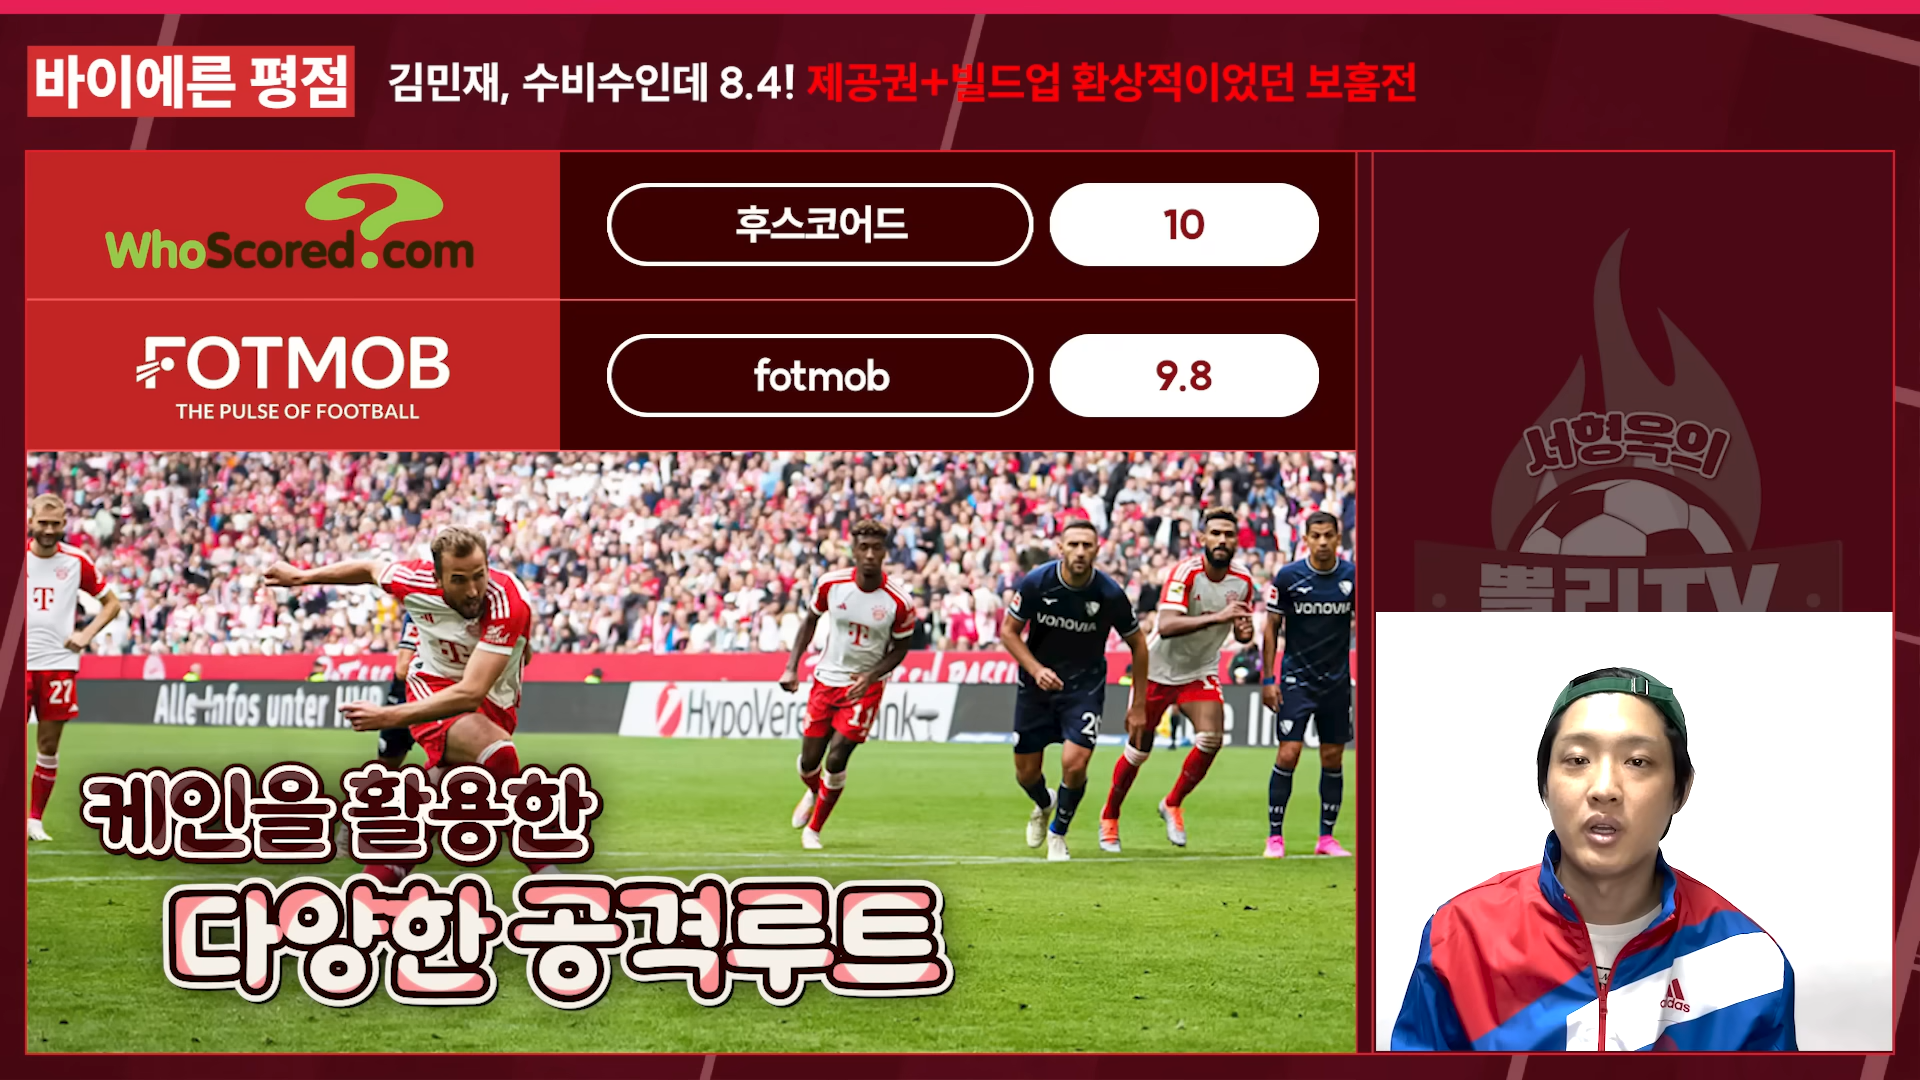 바이에른 평점
김민재, 수비수인데 8.4! 제공권+빌드업 환상적이었던 보훔전
WhoScored.com
후스코어드
10
FOTMOB
THE PULSE OF FOOTBALL
fotmob
9.8
서형욱의
뽈리TV
T
27
T
T
11
VONOVIA
VONOVIA
Alle Infos unter
HypoVere
nk
케인을 활용한
다양한 공격루트
adidas